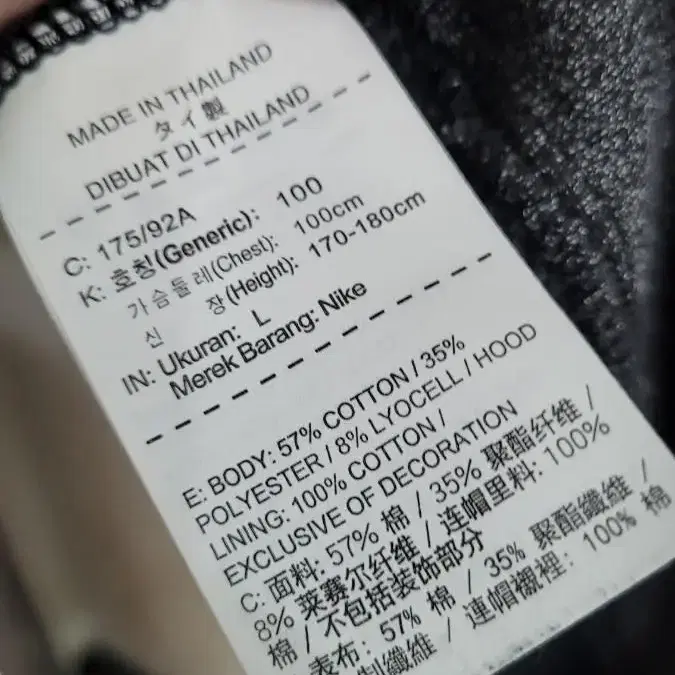 MADE IN THAILAND
タイ製
DIBUAT DI THAILAND
C: 175/92A
K: 호칭(Generic): 100
가슴둘레(Chest): 100cm
신 장(Height): 170-180cm
IN: Ukuran: L
Merek Barang: Nike
E: BODY: 57% COTTON / 35%
POLYESTER / 8% LYOCELL / HOOD
LINING: 100% COTTON /
EXCLUSIVE OF DECORATION
C: 面料: 57% 棉 / 35% 聚酯纤维 /
8% 莱赛尔纤维 / 连帽里料: 100%
棉 / 不包括装饰部分
表布: 57% 棉 / 35% 聚酯纖維 /
纖維 / 連帽襯裡: 100% 棉